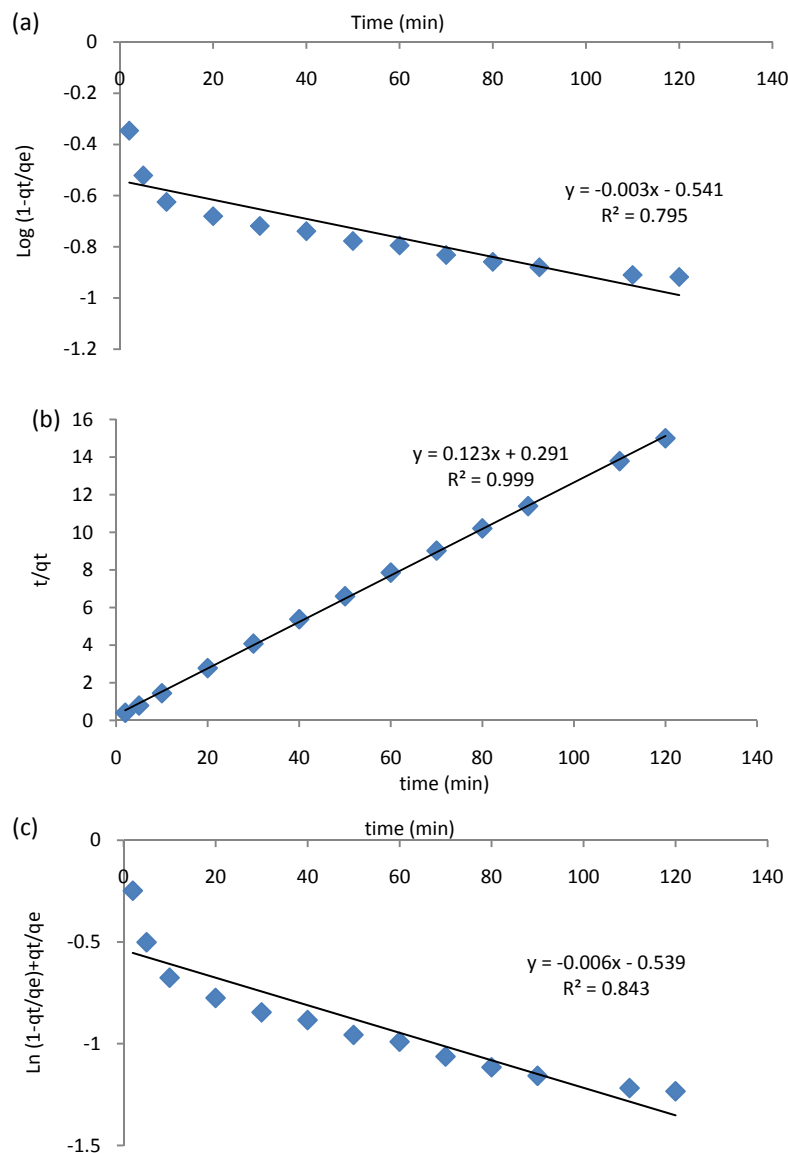 (a)
Time (min)
0
0 20 40 60 80 100 120 140
-0.2
-0.4
-0.6
-0.8
-1
-1.2
Log (1-qt/qe)
y = -0.003x - 0.541
R² = 0.795
(b)
16
14
12
10
8
6
4
2
0
t/qt
y = 0.123x + 0.291
R² = 0.999
0 20 40 60 80 100 120 140
time (min)
(c)
time (min)
0
0 20 40 60 80 100 120 140
-0.5
-1
-1.5
Ln (1-qt/qe)+qt/qe
y = -0.006x - 0.539
R² = 0.843